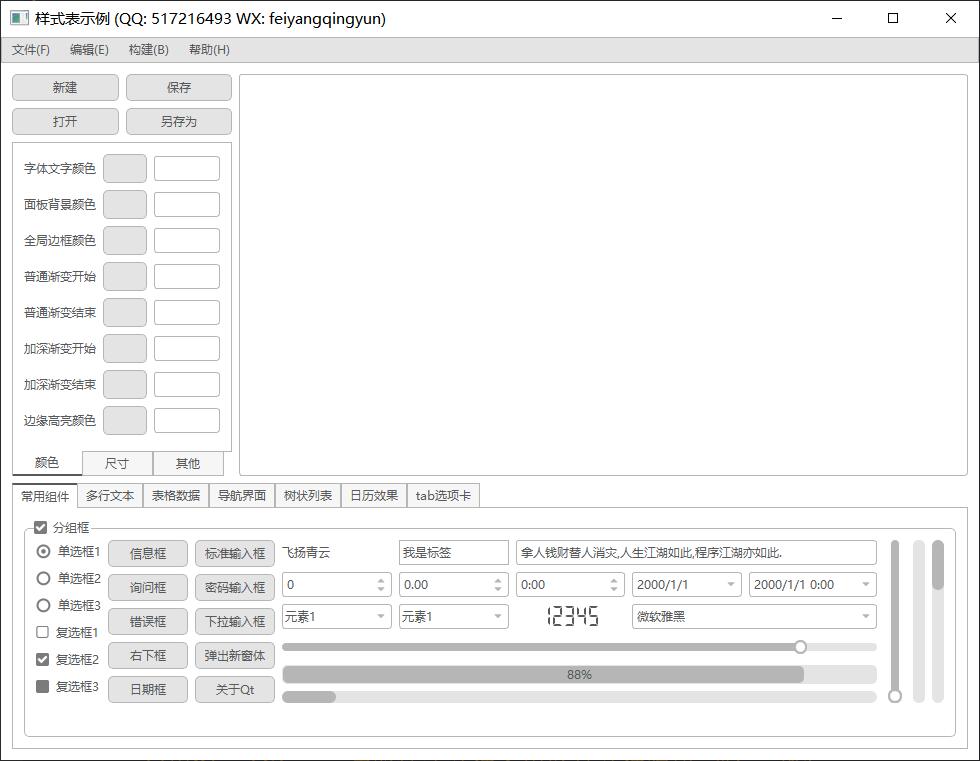 样式表示例 (QQ: 517216493 WX: feiyangqingyun)
文件(F) 编辑(E) 构建(B) 帮助(H)
新建 保存
打开 另存为
字体文字颜色
面板背景颜色
全局边框颜色
普通渐变开始
普通渐变结束
加深渐变开始
加深渐变结束
边缘高亮颜色
颜色 尺寸 其他
常用组件 多行文本 表格数据 导航界面 树状列表 日历效果 tab选项卡
分组框
单选框1 信息框 标准输入框 飞扬青云 我是标签 拿人钱财替人消灾,人生江湖如此,程序江湖亦如此.
单选框2 询问框 密码输入框 0 0.00 0:00 2000/1/1 2000/1/1 0:00
单选框3 错误框 下拉输入框 元素1 元素1 12345 微软雅黑
复选框1
复选框2 右下框 弹出新窗体 88%
复选框3 日期框 关于Qt